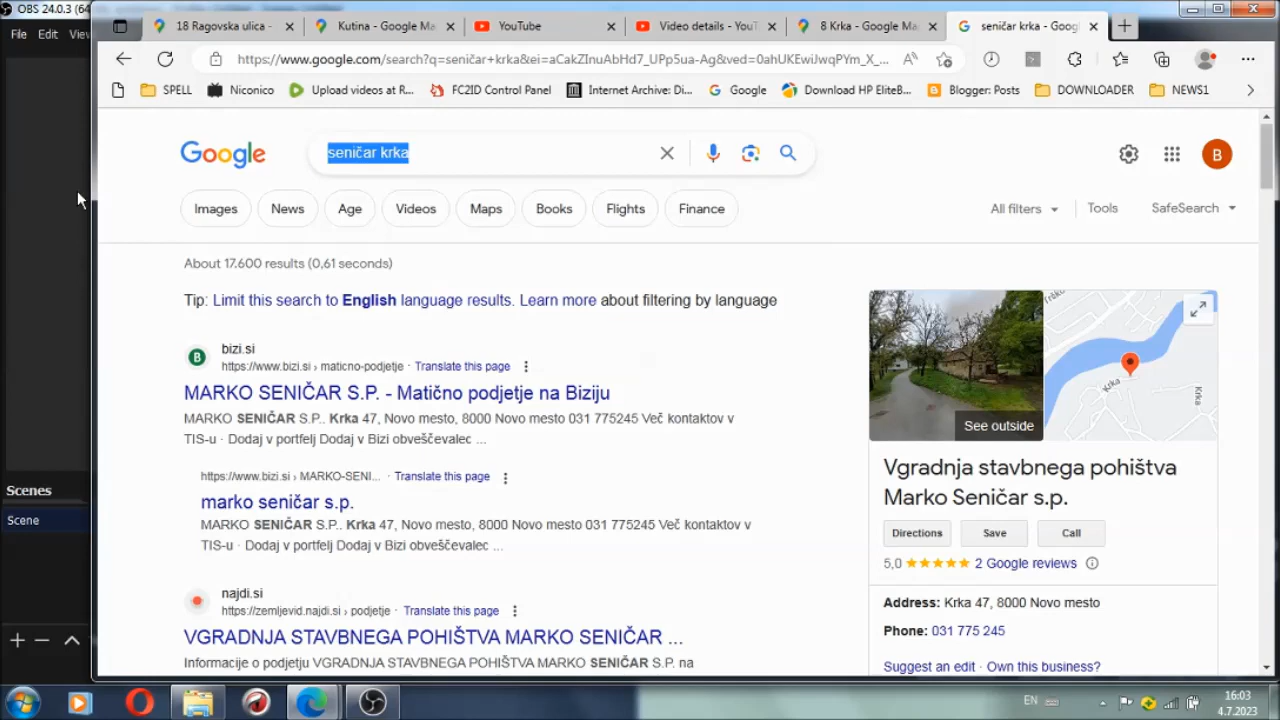 OBS 24.0.3 (64
File Edit Vie
18 Ragovska ulica -
Kutina - Google Ma
YouTube
Video details - YouT
8 Krka - Google Ma
seničar krka - Goog
https://www.google.com/search?q=seničar+krka&ei=aCakZInuAbHd7_UPp5ua-Ag&ved=0ahUKEwiJwqPYm_X_...
SPELL
Niconico
Upload videos at R...
FC2ID Control Panel
Internet Archive: Di...
Google
Download HP EliteB...
Blogger: Posts
DOWNLOADER
NEWS1
Google
seničar krka
B
Images
News
Age
Videos
Maps
Books
Flights
Finance
All filters
Tools
SafeSearch
About 17.600 results (0,61 seconds)
Tip: Limit this search to English language results. Learn more about filtering by language
B
bizi.si
https://www.bizi.si › maticno-podjetje · Translate this page
MARKO SENIČAR S.P. - Matično podjetje na Biziju
MARKO SENIČAR S.P.. Krka 47, Novo mesto, 8000 Novo mesto 031 775245 Več kontaktov v
TIS-u · Dodaj v portfelj Dodaj v Bizi obveščevalec ...
https://www.bizi.si › MARKO-SENI... · Translate this page
marko seničar s.p.
MARKO SENIČAR S.P.. Krka 47, Novo mesto, 8000 Novo mesto 031 775245 Več kontaktov v
TIS-u · Dodaj v portfelj Dodaj v Bizi obveščevalec ...
najdi.si
https://zemljevid.najdi.si › podjetje · Translate this page
VGRADNJA STAVBNEGA POHIŠTVA MARKO SENIČAR ...
Informacije o podjetju VGRADNJA STAVBNEGA POHIŠTVA MARKO SENIČAR S.P. na
See outside
Krka
Krka
Vgradnja stavbnega pohištva
Marko Seničar s.p.
Directions
Save
Call
5,0
2 Google reviews
Address: Krka 47, 8000 Novo mesto
Phone: 031 775 245
Suggest an edit · Own this business?
Scenes
Scene
EN
16:03
4.7.2023